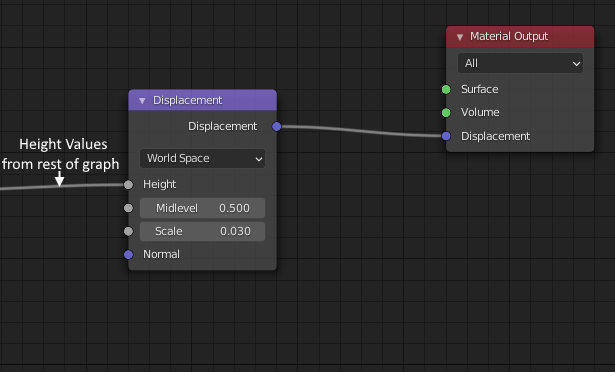 Material Output
All
Surface
Volume
Displacement
Displacement
Displacement
World Space
Height
Midlevel 0.500
Scale 0.030
Normal
Height Values
from rest of graph